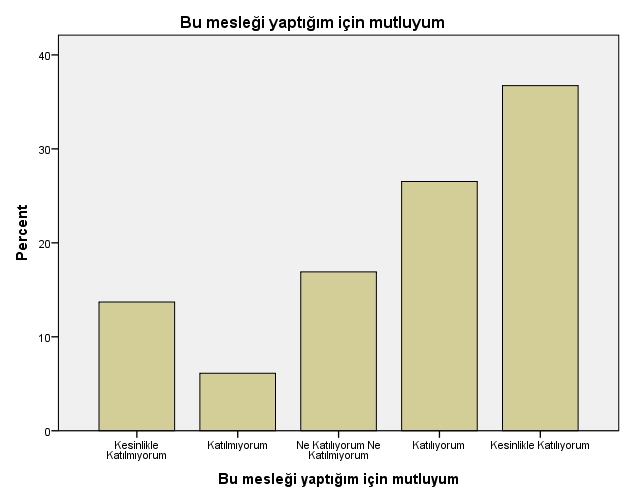 Bu mesleği yaptığım için mutluyum
40
30
20
10
0
Percent
Kesinlikle
Katılmıyorum
Katılmıyorum
Ne Katılıyorum Ne
Katılmıyorum
Katılıyorum
Kesinlikle Katılıyorum
Bu mesleği yaptığım için mutluyum